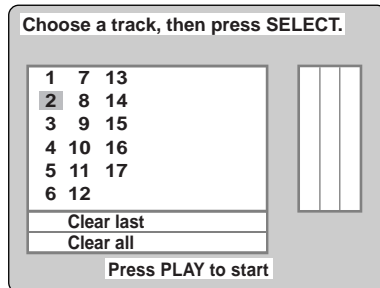 Choose a track, then press SELECT.
1 7 13
2 8 14
3 9 15
4 10 16
5 11 17
6 12
Clear last
Clear all
Press PLAY to start